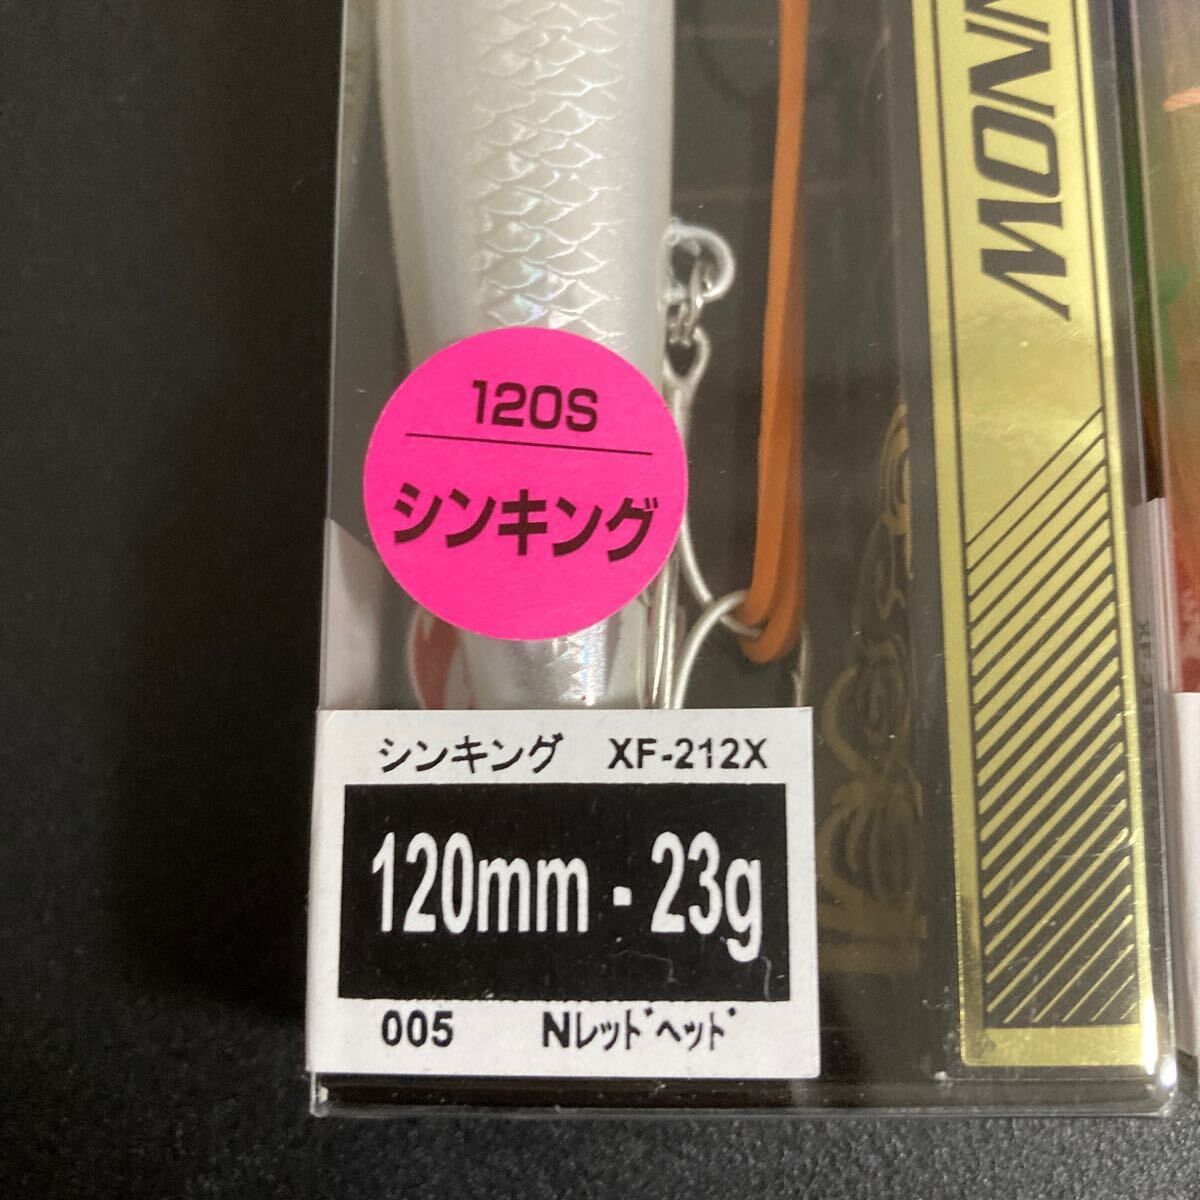 NNOW
120S
シンキング
シンキング XF-212X
120mm - 23g
005 Nﾚｯﾄﾞﾍｯﾄﾞ